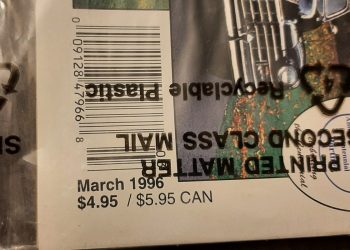 PRINTED MATTER
SECOND CLASS MAIL
Recyclable Plastic
0 09128 47966 8
March 1996
$4.95 / $5.95 CAN